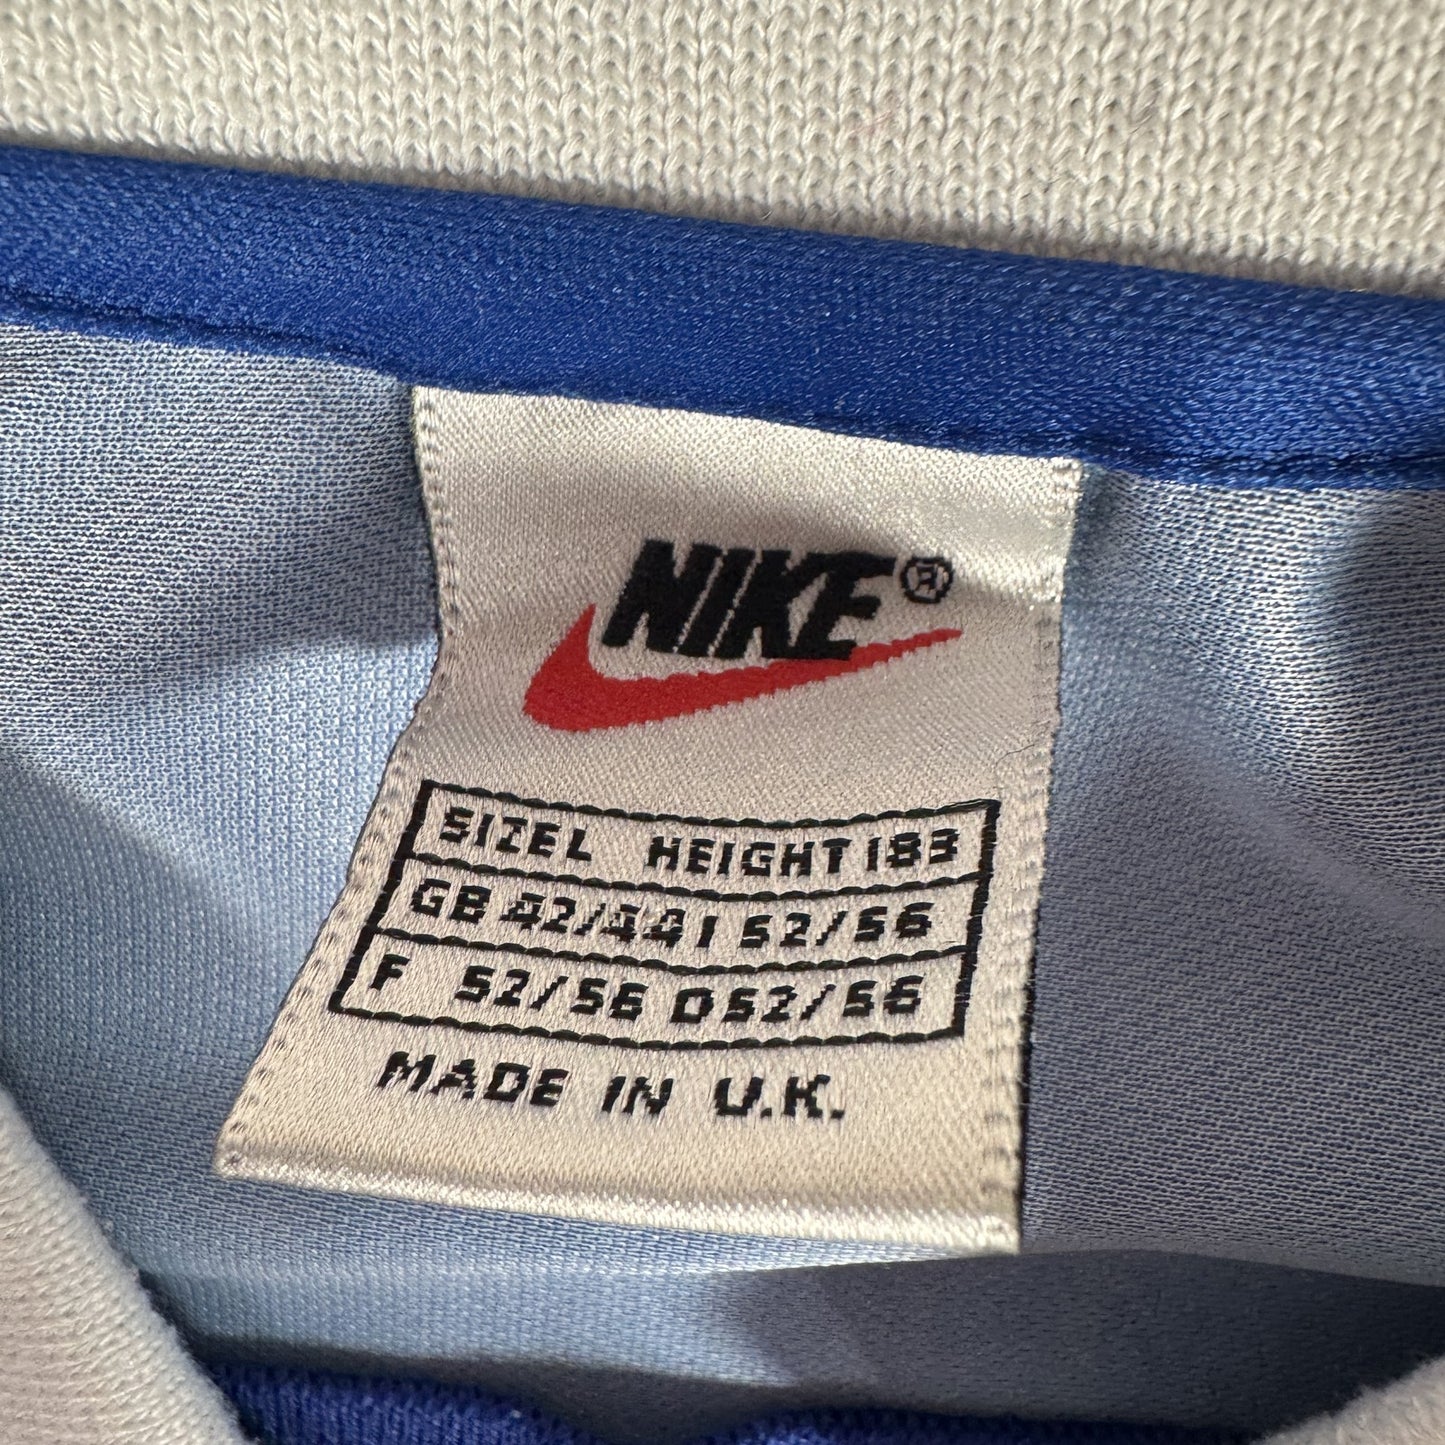 NIKE®
SIZE L HEIGHT 183
GB 42/44 I 52/56
F 52/56 D 52/56
MADE IN U.K.